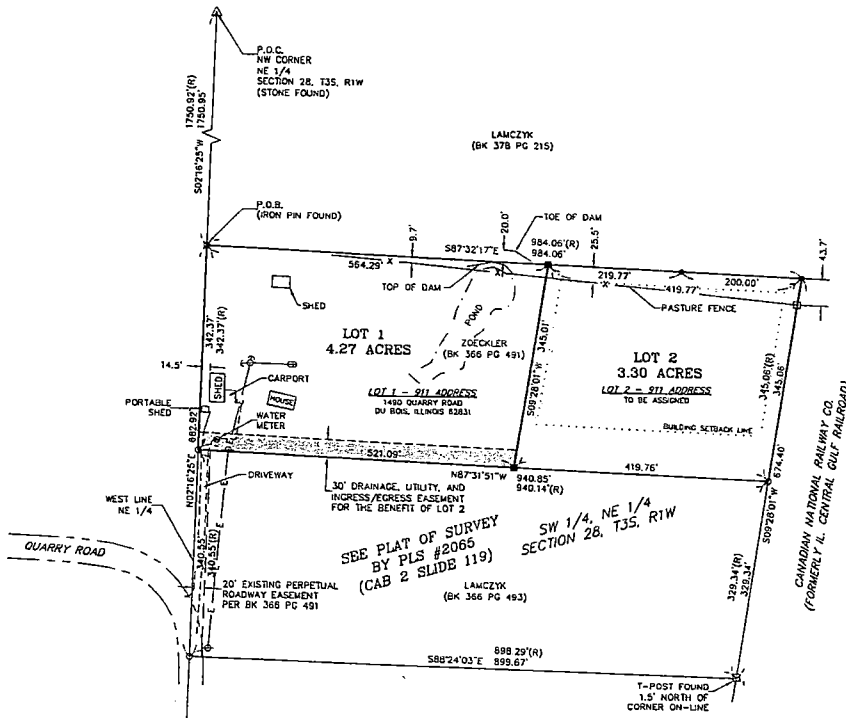 P.O.C.
NW CORNER
NE 1/4
SECTION 28, T3S, R1W
(STONE FOUND)
1750.92'(R)
1750.95'
S02°16'25"W
LAMCZYK
(BK 378 PG 215)
P.O.B.
(IRON PIN FOUND)
9.7'
S87°32'17"E
20.0'
TOE OF DAM
984.06'(R)
984.06'
25.5'
43.7'
564.29'
X
X
219.77'
200.00'
419.77'
X
TOP OF DAM
PASTURE FENCE
SHED
POND
342.37'
342.37'(R)
LOT 1
4.27 ACRES
ZOECKLER
(BK 366 PG 491)
345.01'
S09°28'01"W
LOT 2
3.30 ACRES
345.06'(R)
345.06'
14.5'
SHED
CARPORT
LOT 1 - 911 ADDRESS
1490 QUARRY ROAD
DU BOIS, ILLINOIS 62831
LOT 2 - 911 ADDRESS
TO BE ASSIGNED
PORTABLE
SHED
HOUSE
WATER
METER
BUILDING SETBACK LINE
682.92'
N02°16'25"E
521.09'
N87°31'51"W
940.85'
940.14'(R)
419.76'
674.40'
S09°28'01"W
DRIVEWAY
30' DRAINAGE, UTILITY, AND
INGRESS/EGRESS EASEMENT
FOR THE BENEFIT OF LOT 2
WEST LINE
NE 1/4
E
E
E
340.55'
340.55'(R)
SEE PLAT OF SURVEY
BY PLS #2065
(CAB 2 SLIDE 119)
SW 1/4, NE 1/4
SECTION 28, T3S, R1W
CANADIAN NATIONAL RAILWAY CO.
(FORMERLY IL. CENTRAL GULF RAILROAD)
QUARRY ROAD
20' EXISTING PERPETUAL
ROADWAY EASEMENT
PER BK 366 PG 491
LAMCZYK
(BK 366 PG 493)
329.34'(R)
329.34'
898.29'(R)
S88°24'03"E 899.67'
T-POST FOUND
1.5' NORTH OF
CORNER ON-LINE